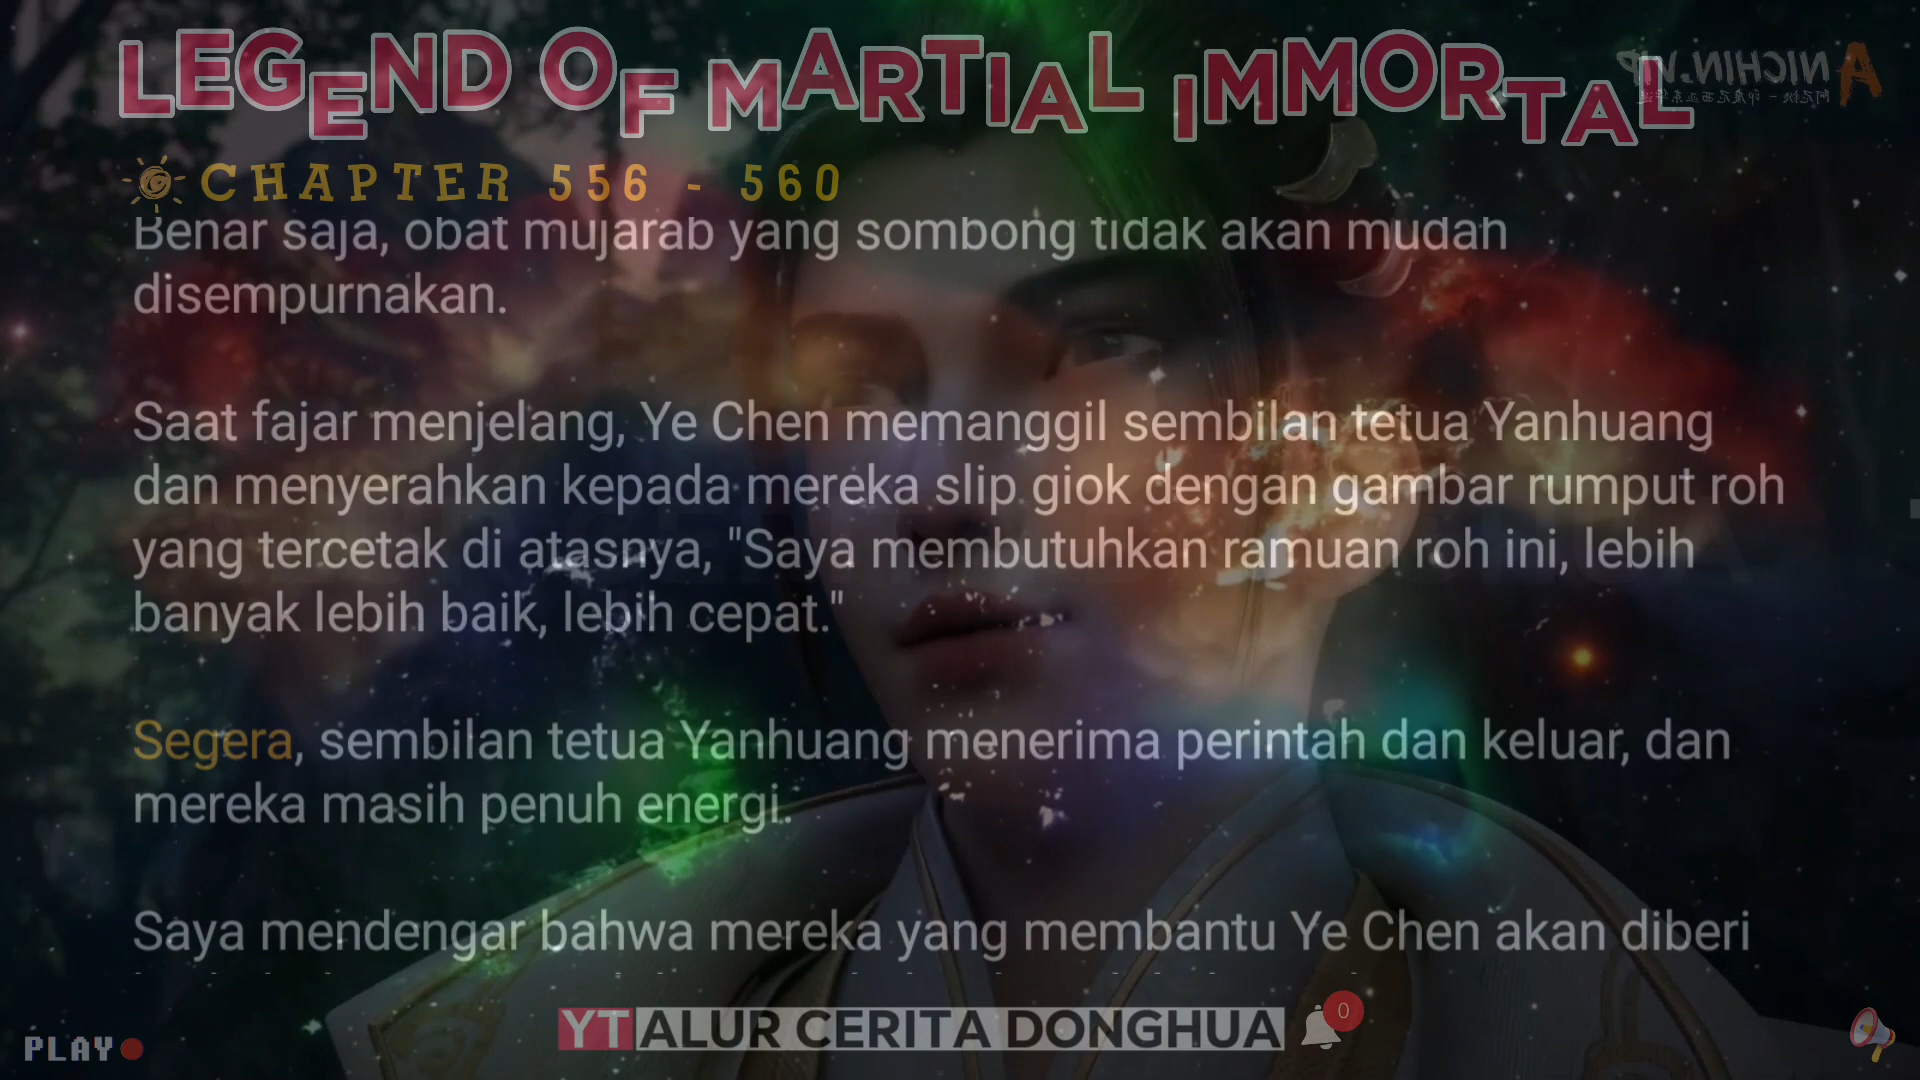 LEGEND OF MARTIAL IMMORTAL
ANICHIN.VIP
CHAPTER 556 - 560
Benar saja, obat mujarab yang sombong tidak akan mudah
disempurnakan.
Saat fajar menjelang, Ye Chen memanggil sembilan tetua Yanhuang
dan menyerahkan kepada mereka slip giok dengan gambar rumput roh
yang tercetak di atasnya, "Saya membutuhkan ramuan roh ini, lebih
banyak lebih baik, lebih cepat."
Segera, sembilan tetua Yanhuang menerima perintah dan keluar, dan
mereka masih penuh energi.
Saya mendengar bahwa mereka yang membantu Ye Chen akan diberi
YT ALUR CERITA DONGHUA
0
PLAY